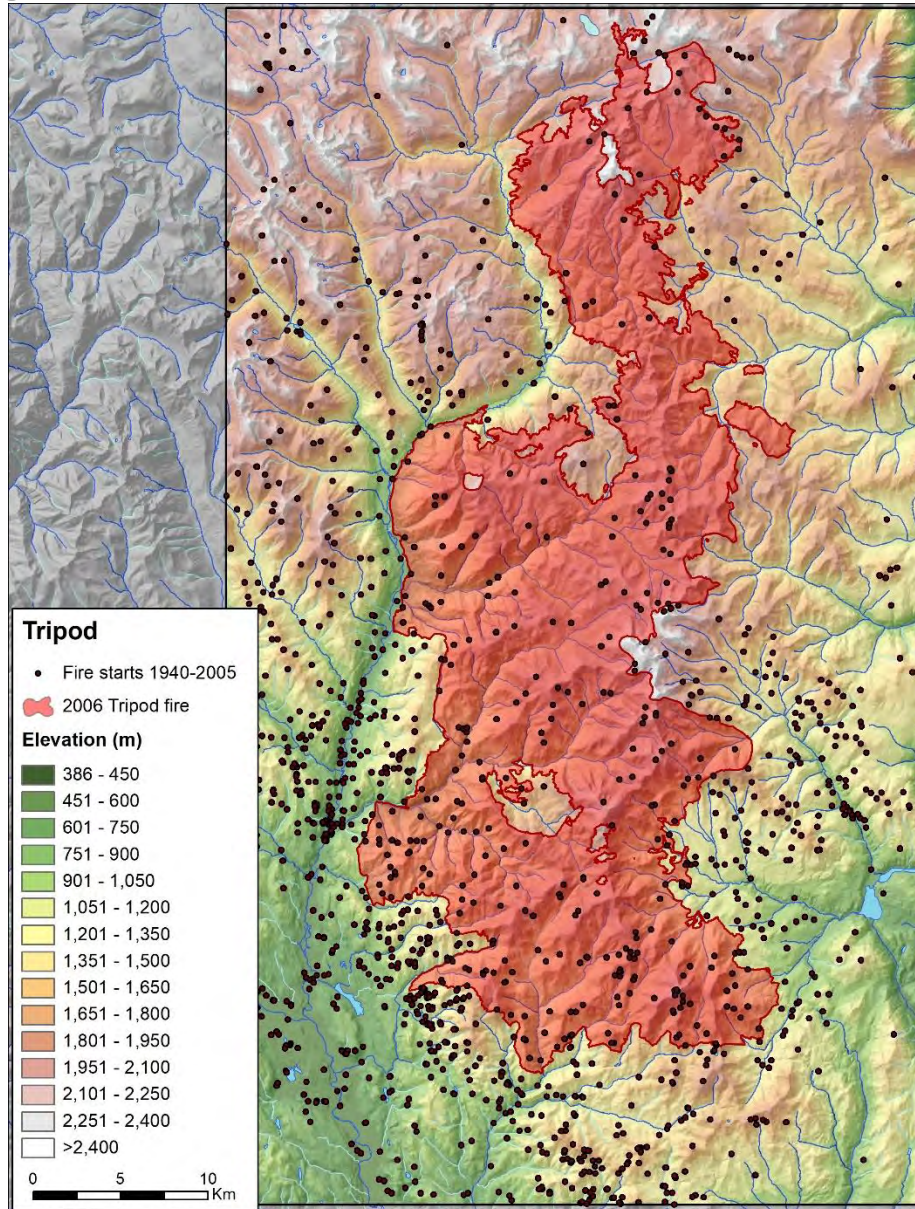 Tripod
Fire starts 1940-2005
2006 Tripod fire
Elevation (m)
386 - 450
451 - 600
601 - 750
751 - 900
901 - 1,050
1,051 - 1,200
1,201 - 1,350
1,351 - 1,500
1,501 - 1,650
1,651 - 1,800
1,801 - 1,950
1,951 - 2,100
2,101 - 2,250
2,251 - 2,400
>2,400
0 5 10
Km